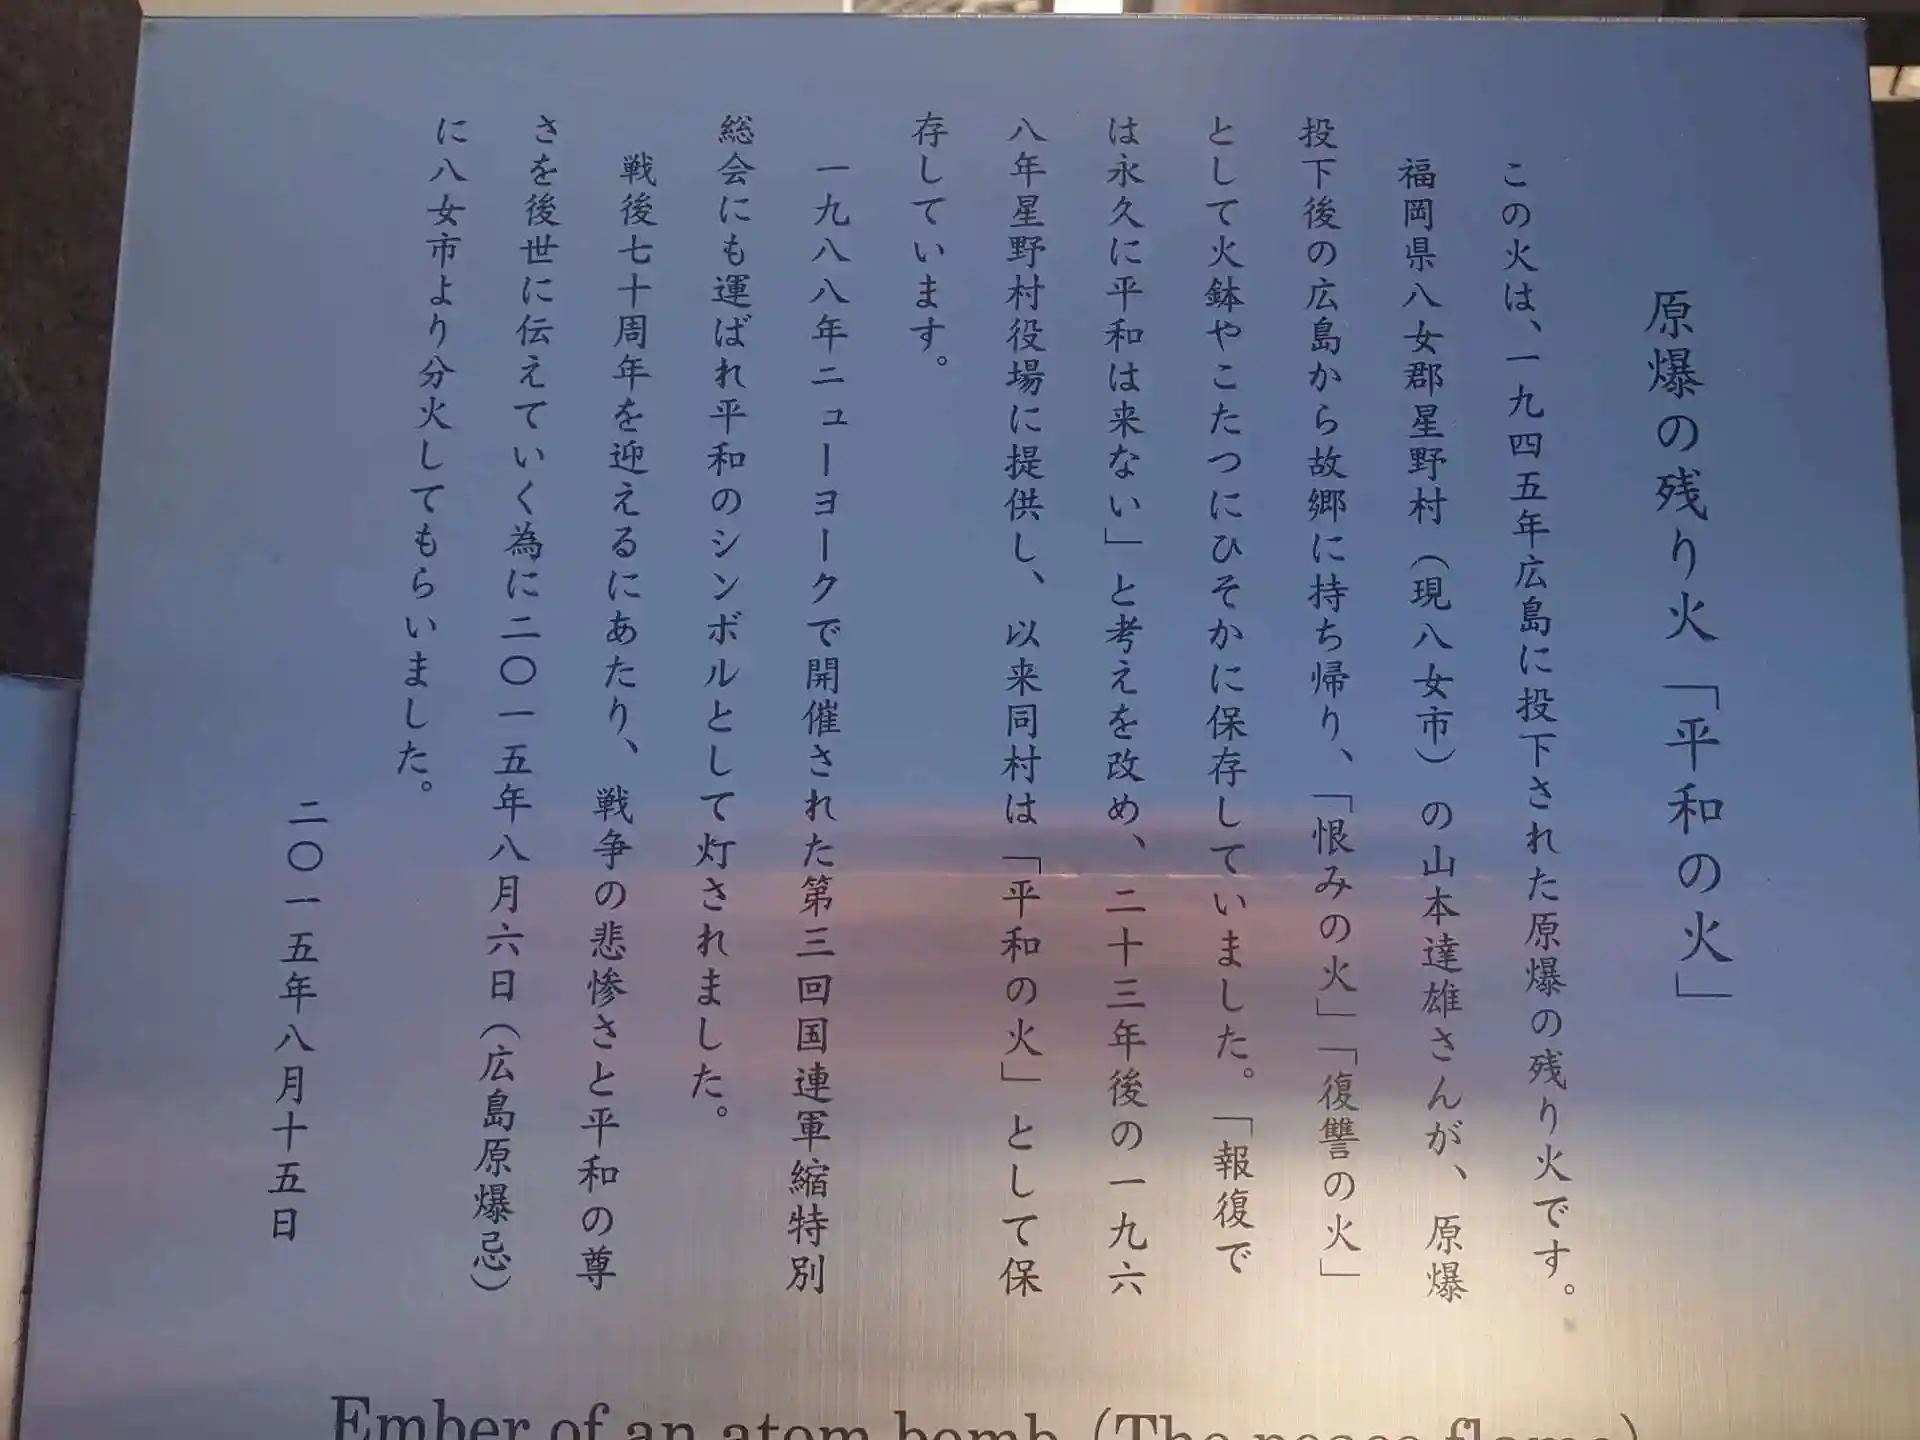 原爆の残り火「平和の火」
この火は、一九四五年広島に投下された原爆の残り火です。
福岡県八女郡星野村（現八女市）の山本達雄さんが、原爆
投下後の広島から故郷に持ち帰り、「恨みの火」「復讐の火」
として火鉢やこたつにひそかに保存していました。「報復で
は永久に平和は来ない」と考えを改め、二十三年後の一九六
八年星野村役場に提供し、以来同村は「平和の火」として保
存しています。
一九八八年ニューヨークで開催された第三回国連軍縮特別
総会にも運ばれ平和のシンボルとして灯されました。
戦後七十周年を迎えるにあたり、戦争の悲惨さと平和の尊
さを後世に伝えていく為に二〇一五年八月六日（広島原爆忌）
に八女市より分火してもらいました。
二〇一五年八月十五日
Ember of an atom bomb (The peace flame)